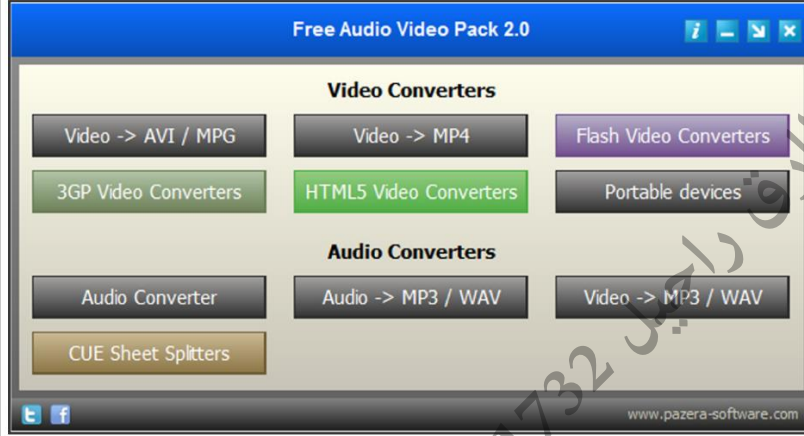 Free Audio Video Pack 2.0
Video Converters
Video -> AVI / MPG
Video -> MP4
Flash Video Converters
3GP Video Converters
HTML5 Video Converters
Portable devices
Audio Converters
Audio Converter
Audio -> MP3 / WAV
Video -> MP3 / WAV
CUE Sheet Splitters
www.pazera-software.com
راحيل 1732